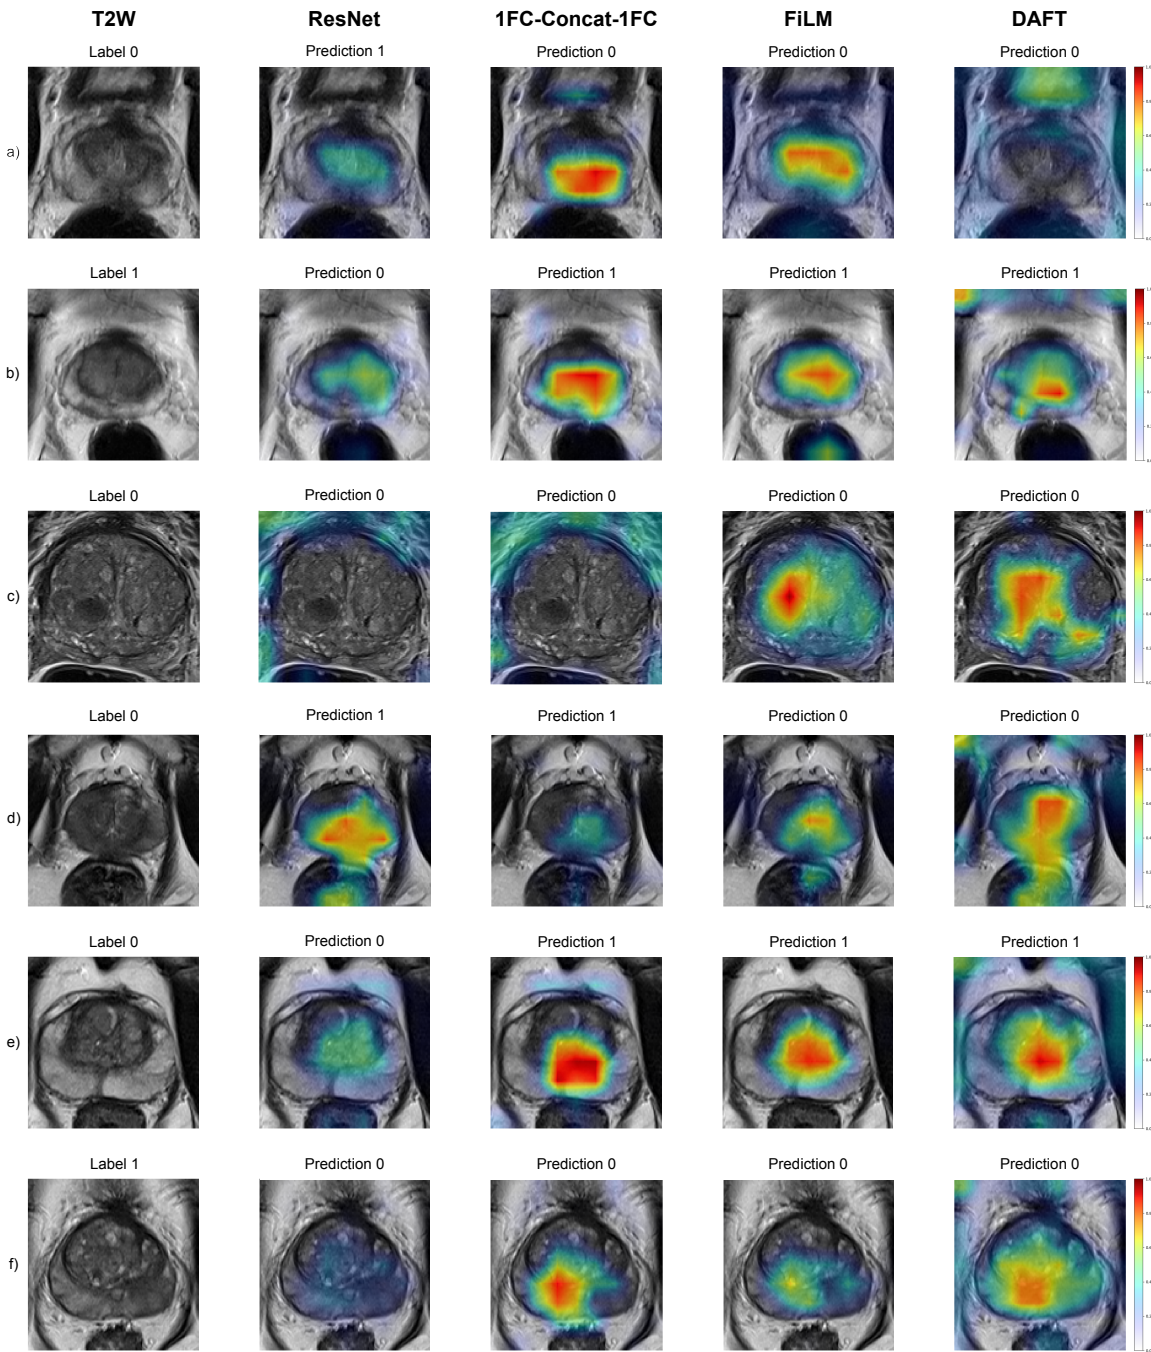 T2W ResNet 1FC-Concat-1FC FiLM DAFT
Label 0 Prediction 1 Prediction 0 Prediction 0 Prediction 0
a)
Label 1 Prediction 0 Prediction 1 Prediction 1 Prediction 1
b)
Label 0 Prediction 0 Prediction 0 Prediction 0 Prediction 0
c)
Label 0 Prediction 1 Prediction 1 Prediction 0 Prediction 0
d)
Label 0 Prediction 0 Prediction 1 Prediction 1 Prediction 1
e)
Label 1 Prediction 0 Prediction 0 Prediction 0 Prediction 0
f)